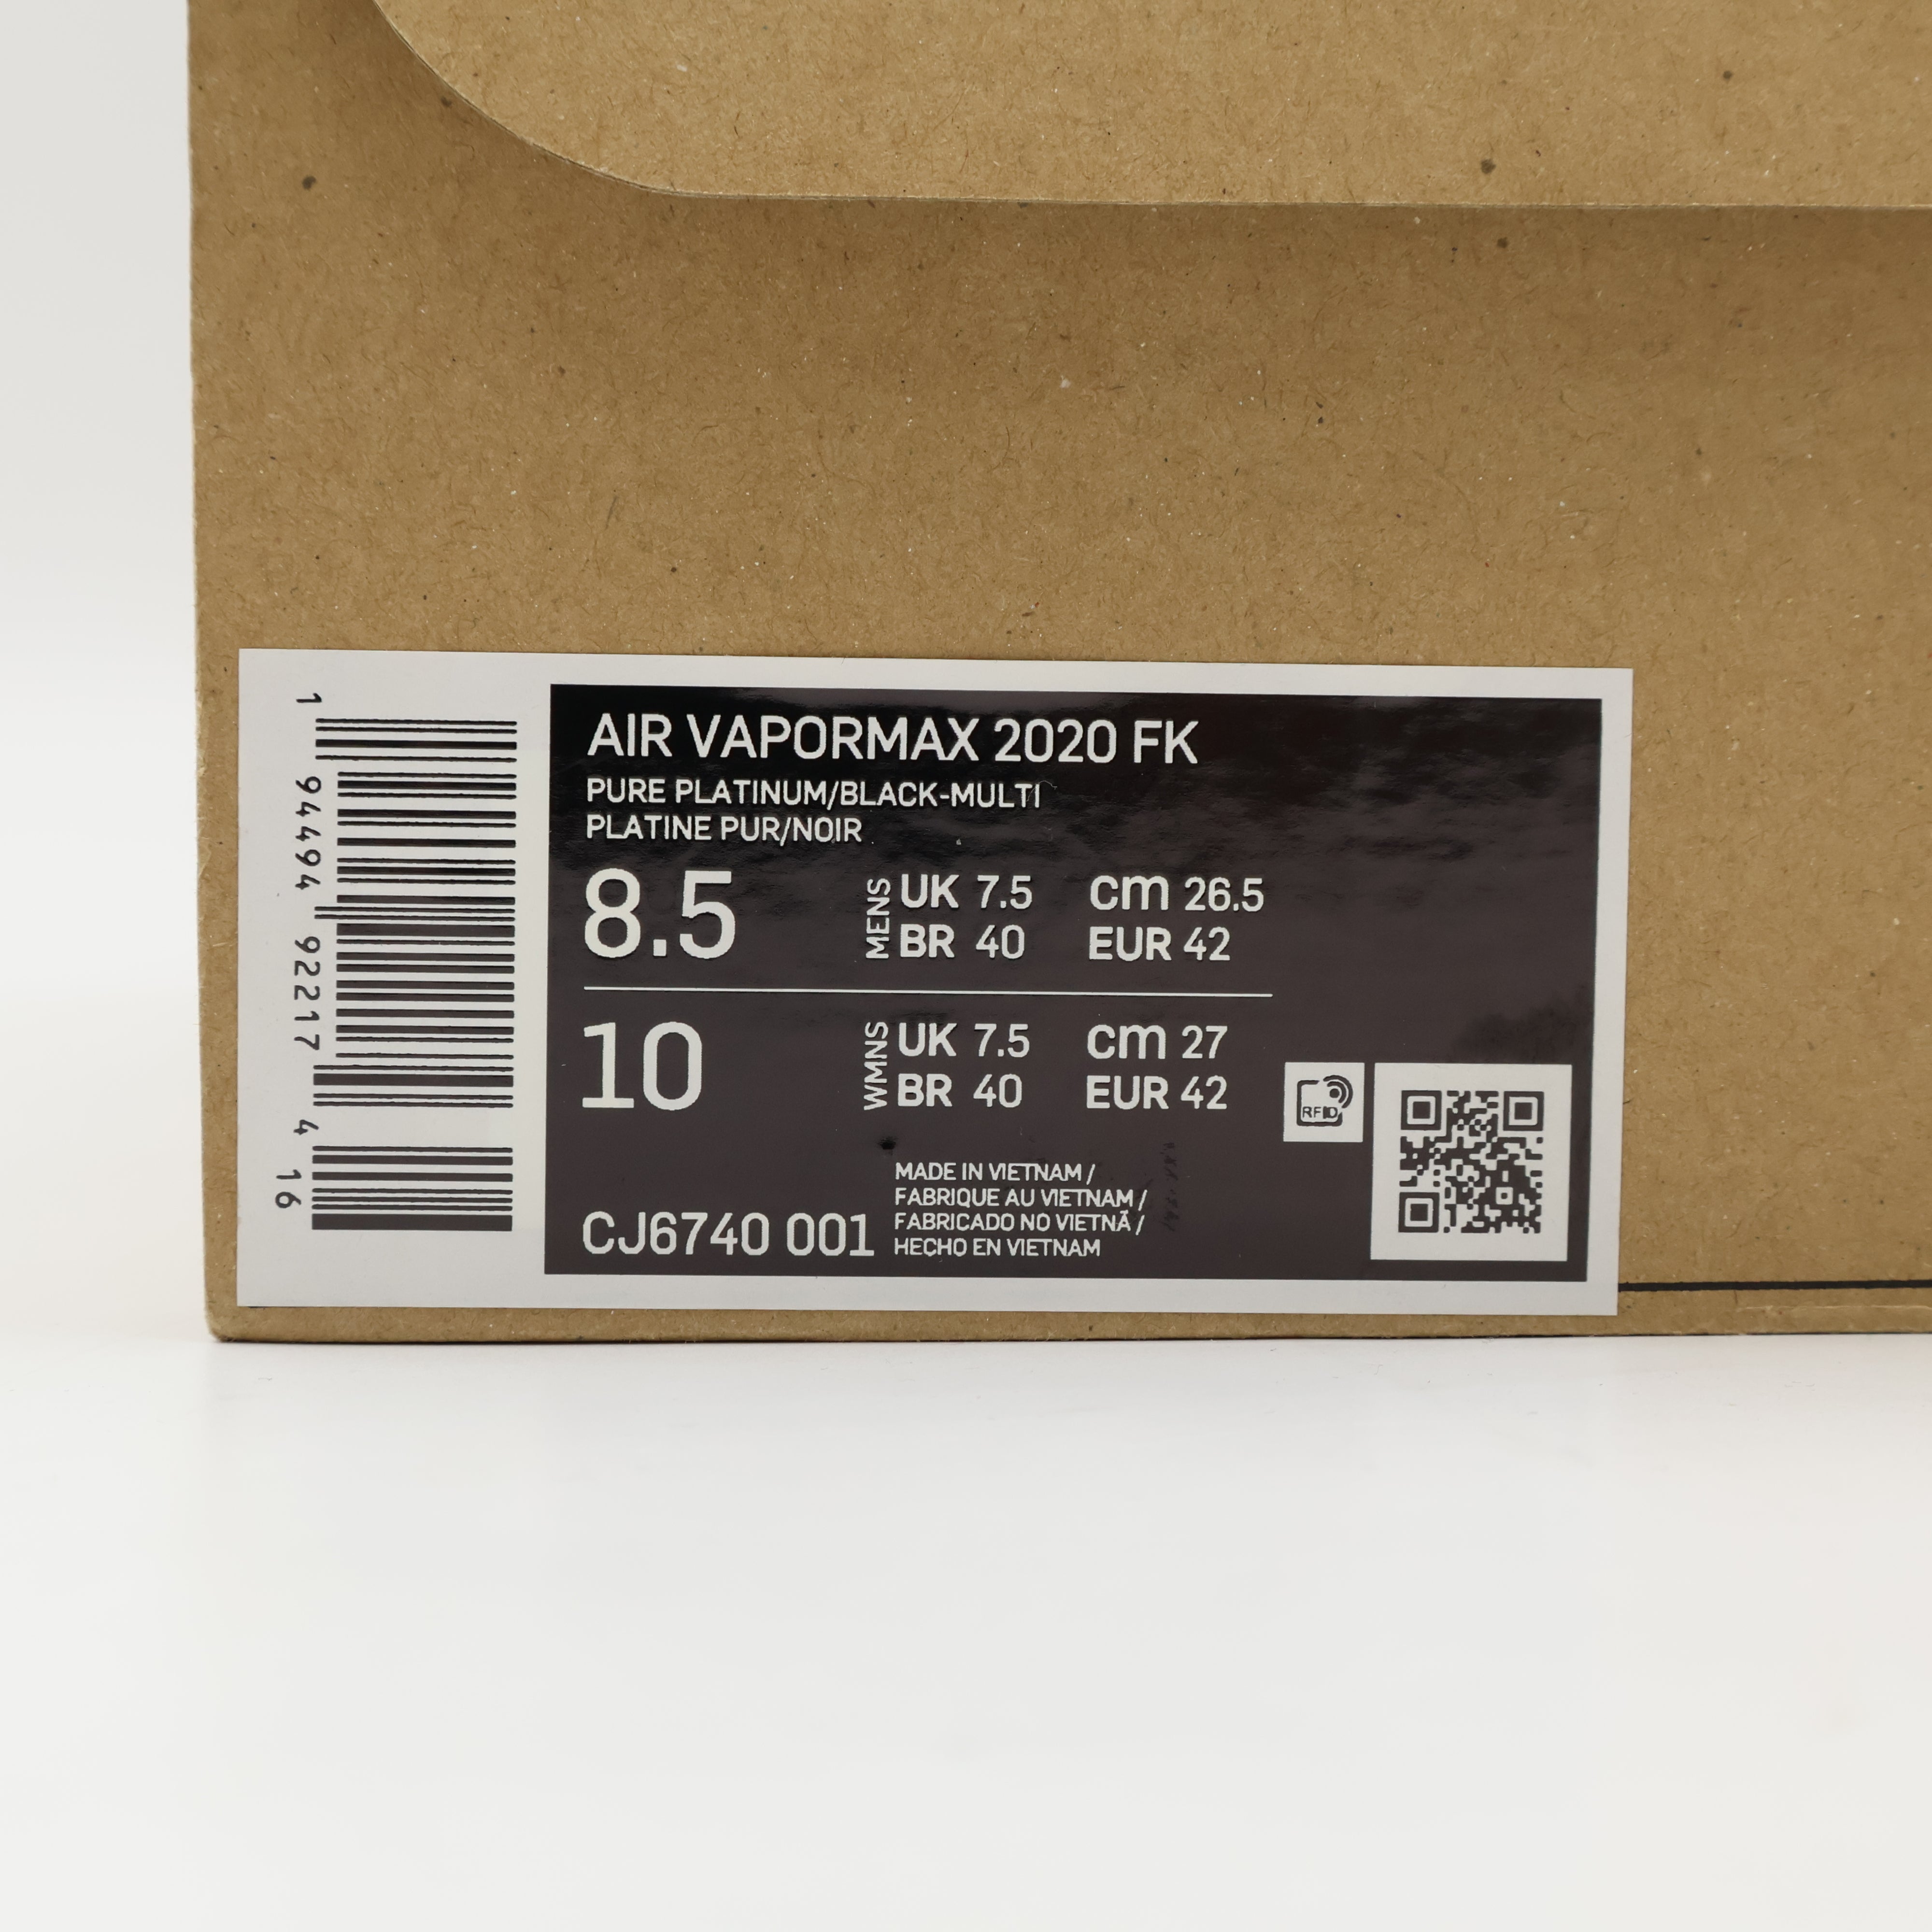 1 94494 92217 4 16
AIR VAPORMAX 2020 FK
PURE PLATINUM/BLACK-MULTI
PLATINE PUR/NOIR
8.5 MENS UK 7.5 cm 26.5
BR 40 EUR 42
10 WMNS UK 7.5 cm 27
BR 40 EUR 42
RFID
CJ6740 001
MADE IN VIETNAM /
FABRIQUE AU VIETNAM /
FABRICADO NO VIETNÃ /
HECHO EN VIETNAM